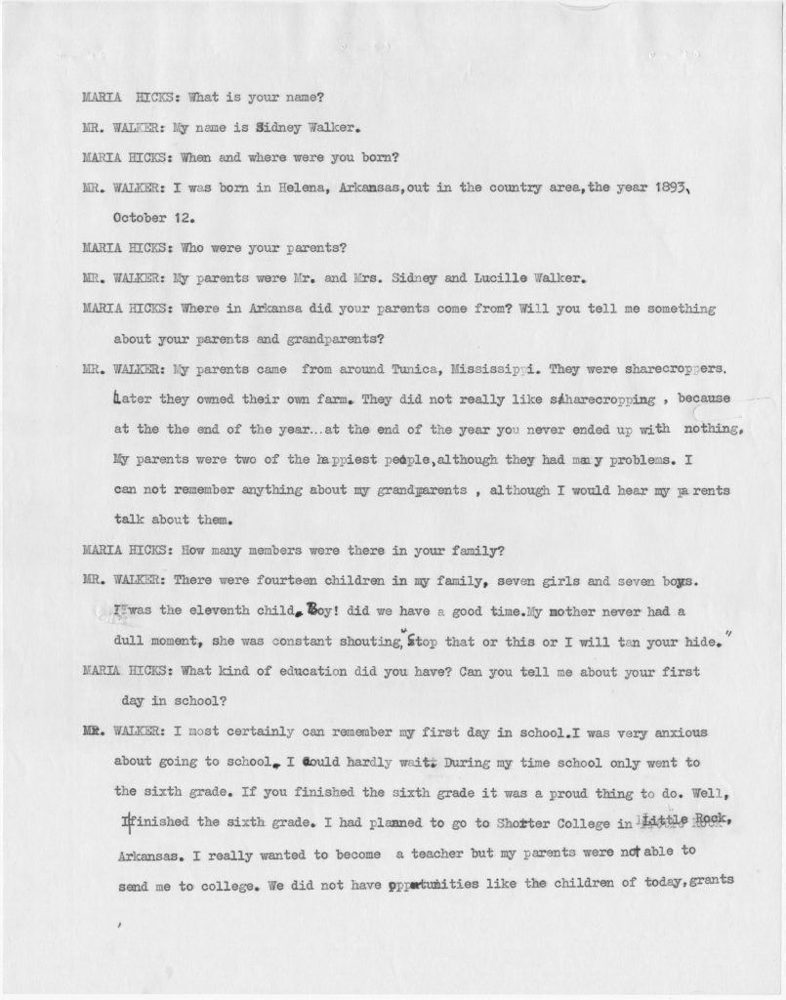 MARIA HICKS: What is your name?
MR. WALKER: My name is Sidney Walker.
MARIA HICKS: When and where were you born?
MR. WALKER: I was born in Helena, Arkansas,out in the country area,the year 1893,
October 12.
MARIA HICKS: Who were your parents?
MR. WALKER: My parents were Mr. and Mrs. Sidney and Lucille Walker.
MARIA HICKS: Where in Arkansa did your parents come from? Will you tell me something
about your parents and grandparents?
MR. WALKER: My parents came from around Tunica, Mississippi. They were sharecroppers.
Later they owned their own farm. They did not really like sharecropping , because
at the the end of the year...at the end of the year you never ended up with nothing.
My parents were two of the happiest people,although they had many problems. I
can not remember anything about my grandparents , although I would hear my parents
talk about them.
MARIA HICKS: How many members were there in your family?
MR. WALKER: There were fourteen children in my family, seven girls and seven boys.
I was the eleventh child. Boy! did we have a good time.My mother never had a
dull moment, she was constant shouting,"Stop that or this or I will tan your hide."
MARIA HICKS: What kind of education did you have? Can you tell me about your first
day in school?
MR. WALKER: I most certainly can remember my first day in school.I was very anxious
about going to school. I could hardly wait. During my time school only went to
the sixth grade. If you finished the sixth grade it was a proud thing to do. Well,
I finished the sixth grade. I had planned to go to Shorter College in Little Rock,
Arkansas. I really wanted to become a teacher but my parents were not able to
send me to college. We did not have opportunities like the children of today,grants